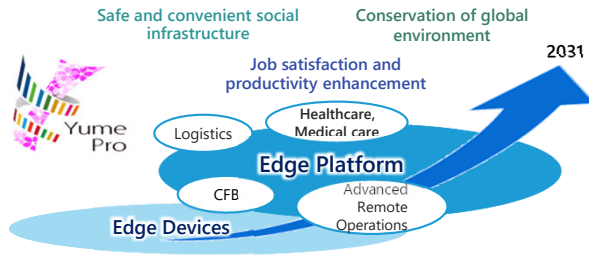 Safe and convenient social
infrastructure
Conservation of global
environment
Job satisfaction and
productivity enhancement
2031
Yume
Pro
Logistics
Healthcare,
Medical care
Edge Platform
CFB
Advanced
Remote
Operations
Edge Devices